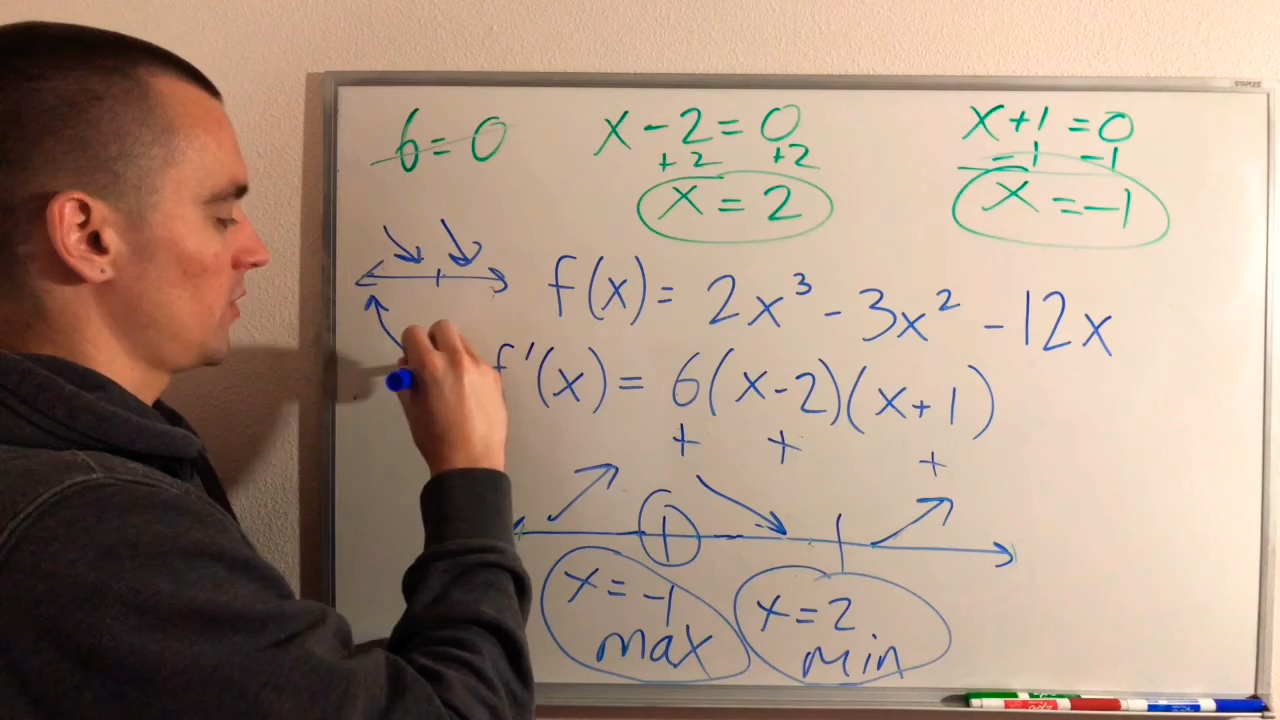 STAPLES
6=0 x-2=0 x+1=0
+2 +2 -1 -1
x=2 x=-1
f(x)= 2x³-3x²-12x
f'(x)= 6(x-2)(x+1)
+ + +
x=-1 x=2
max min